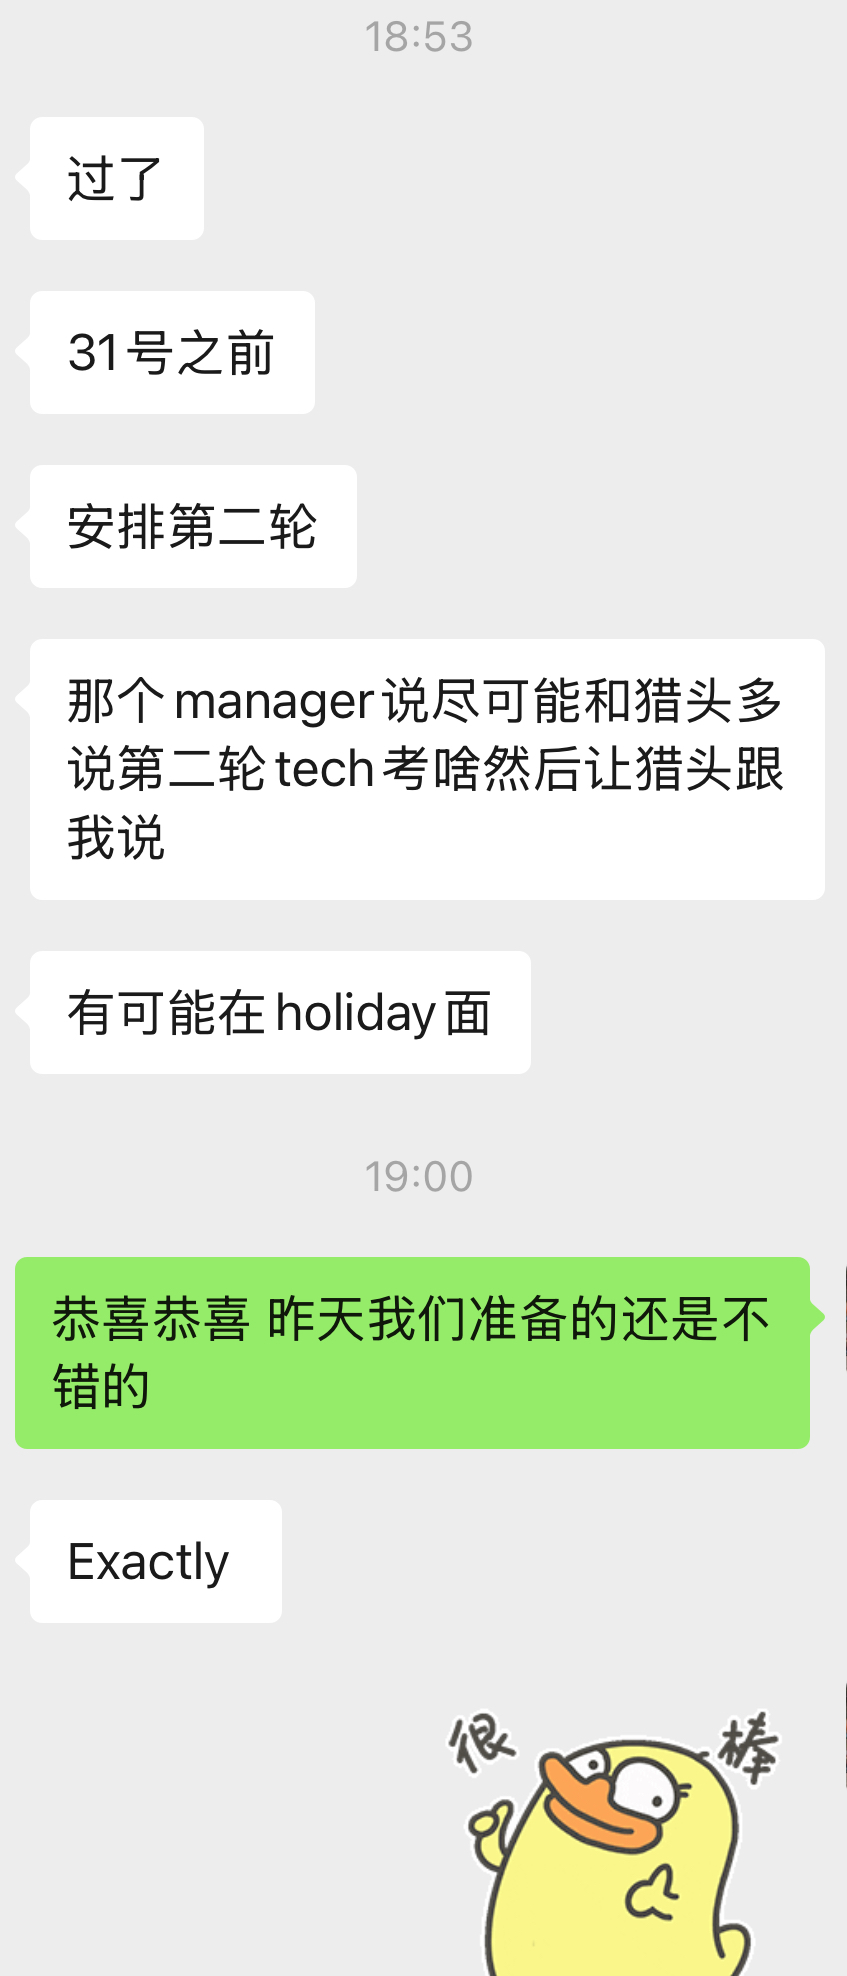 18:53
过了
31号之前
安排第二轮
那个manager说尽可能和猎头多
说第二轮tech考啥然后让猎头跟
我说
有可能在holiday面
19:00
恭喜恭喜 昨天我们准备的还是不
错的
Exactly
很 棒